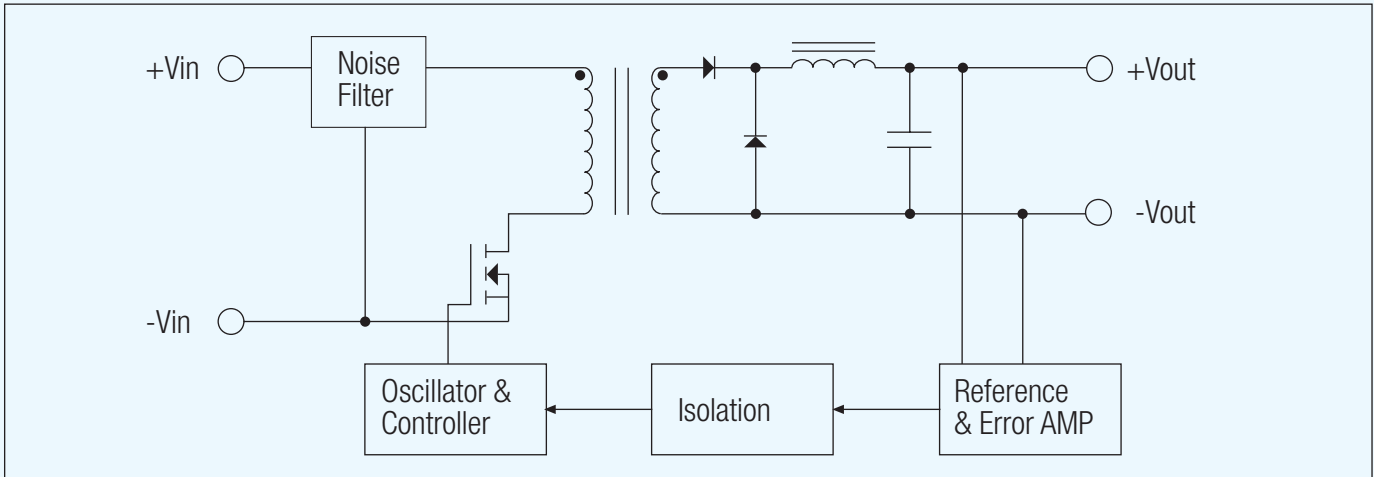 +Vin
Noise
Filter
+Vout
-Vout
-Vin
Oscillator &
Controller
Isolation
Reference
& Error AMP